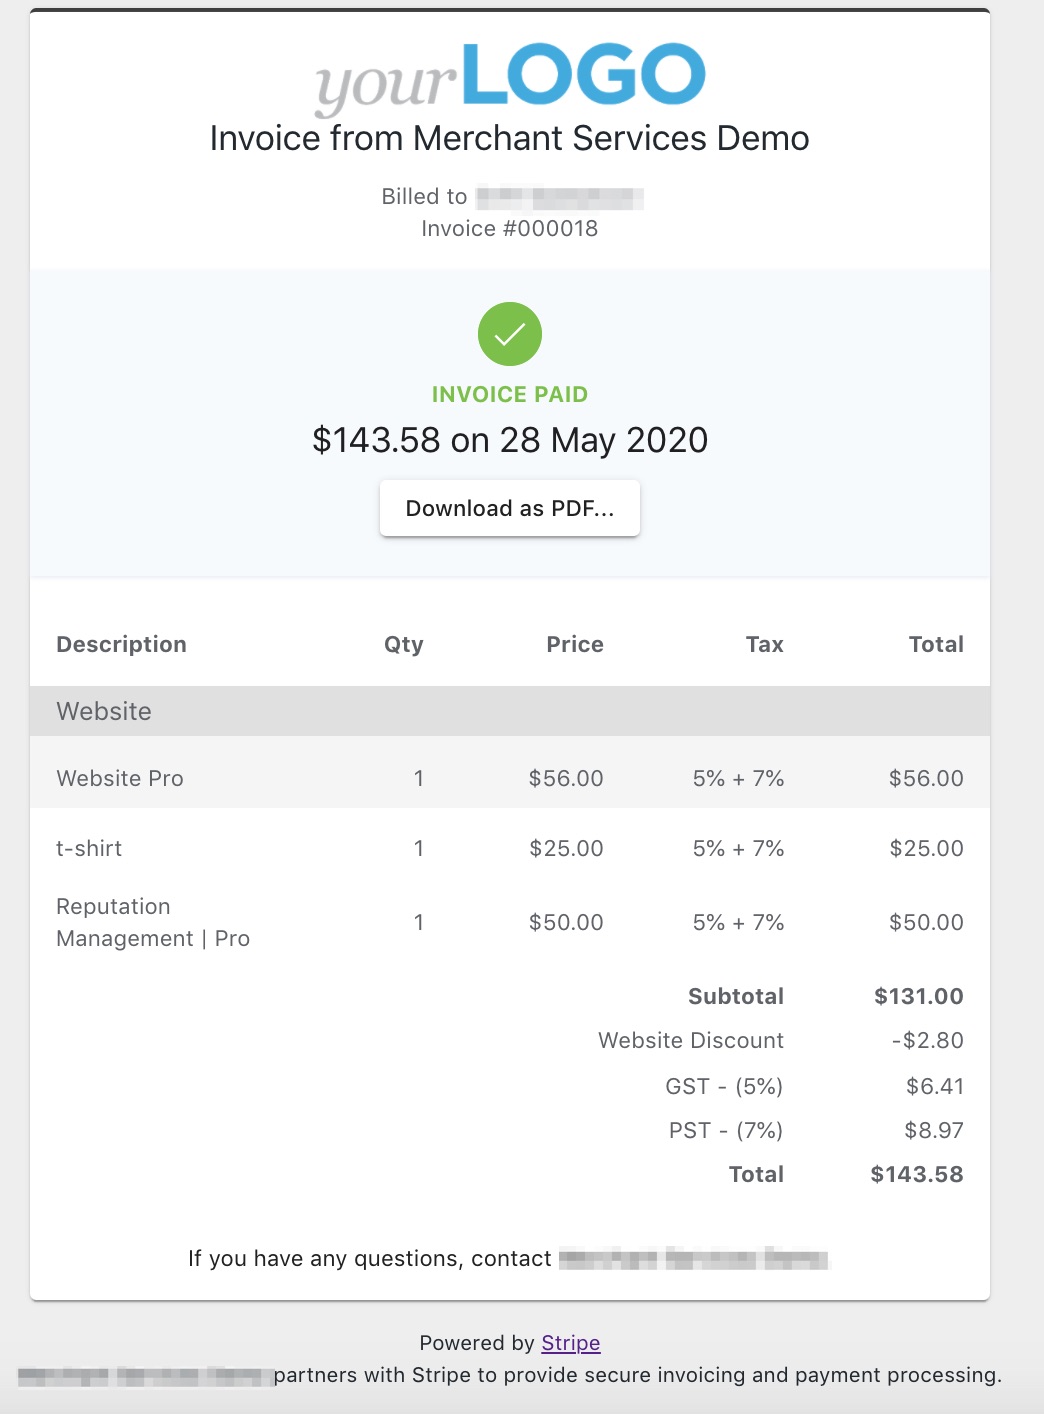 yourLOGO
Invoice from Merchant Services Demo
Billed to
Invoice #000018
INVOICE PAID
$143.58 on 28 May 2020
Download as PDF...
Description Qty Price Tax Total
Website
Website Pro 1 $56.00 5% + 7% $56.00
t-shirt 1 $25.00 5% + 7% $25.00
Reputation
Management | Pro 1 $50.00 5% + 7% $50.00
Subtotal $131.00
Website Discount -$2.80
GST - (5%) $6.41
PST - (7%) $8.97
Total $143.58
If you have any questions, contact
Powered by Stripe
partners with Stripe to provide secure invoicing and payment processing.